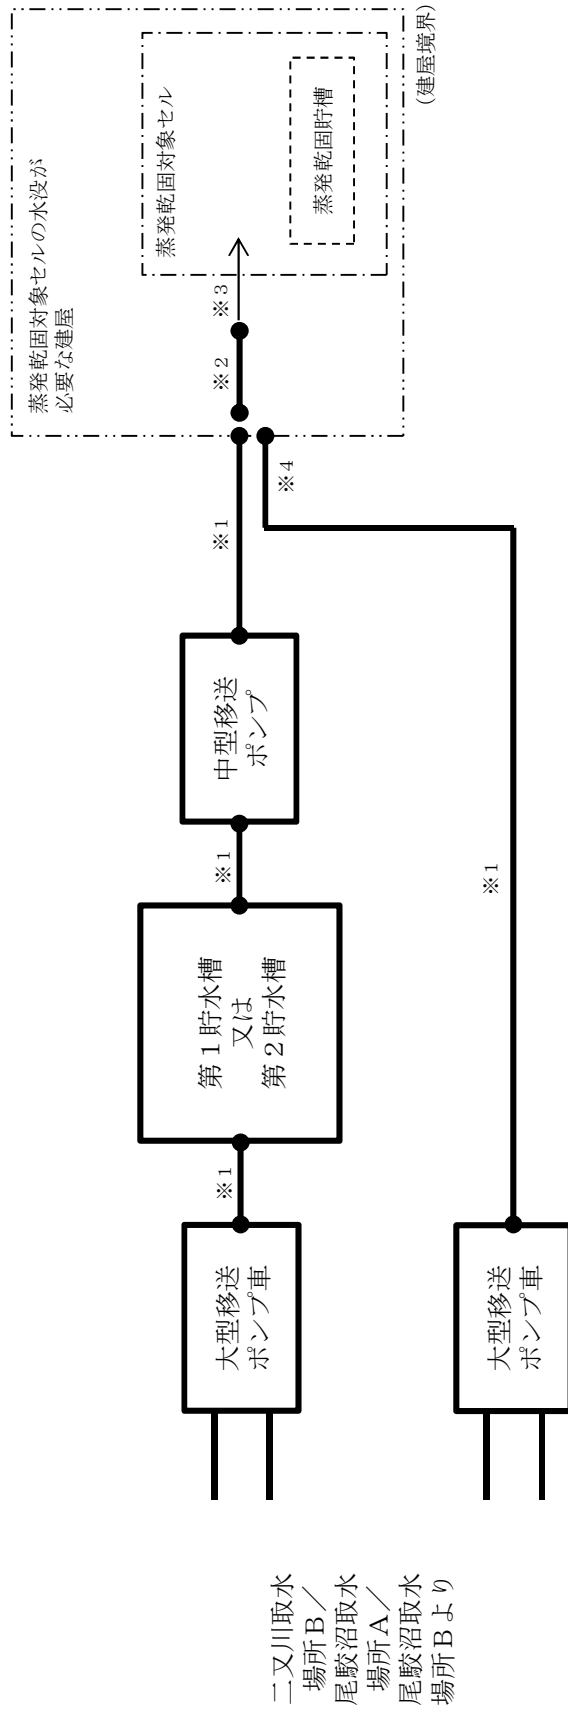 二又川取水
場所Ｂ／
尾駮沼取水
場所Ａ／
尾駮沼取水
場所Ｂより
大型移送
ポンプ車
※1
第１貯水槽
又は
第２貯水槽
※1
中型移送
ポンプ
※1
※2
※3
蒸発乾固対象セルの水没が
必要な建屋
蒸発乾固対象セル
蒸発乾固貯槽
(建屋境界)
大型移送
ポンプ車
※1
※4